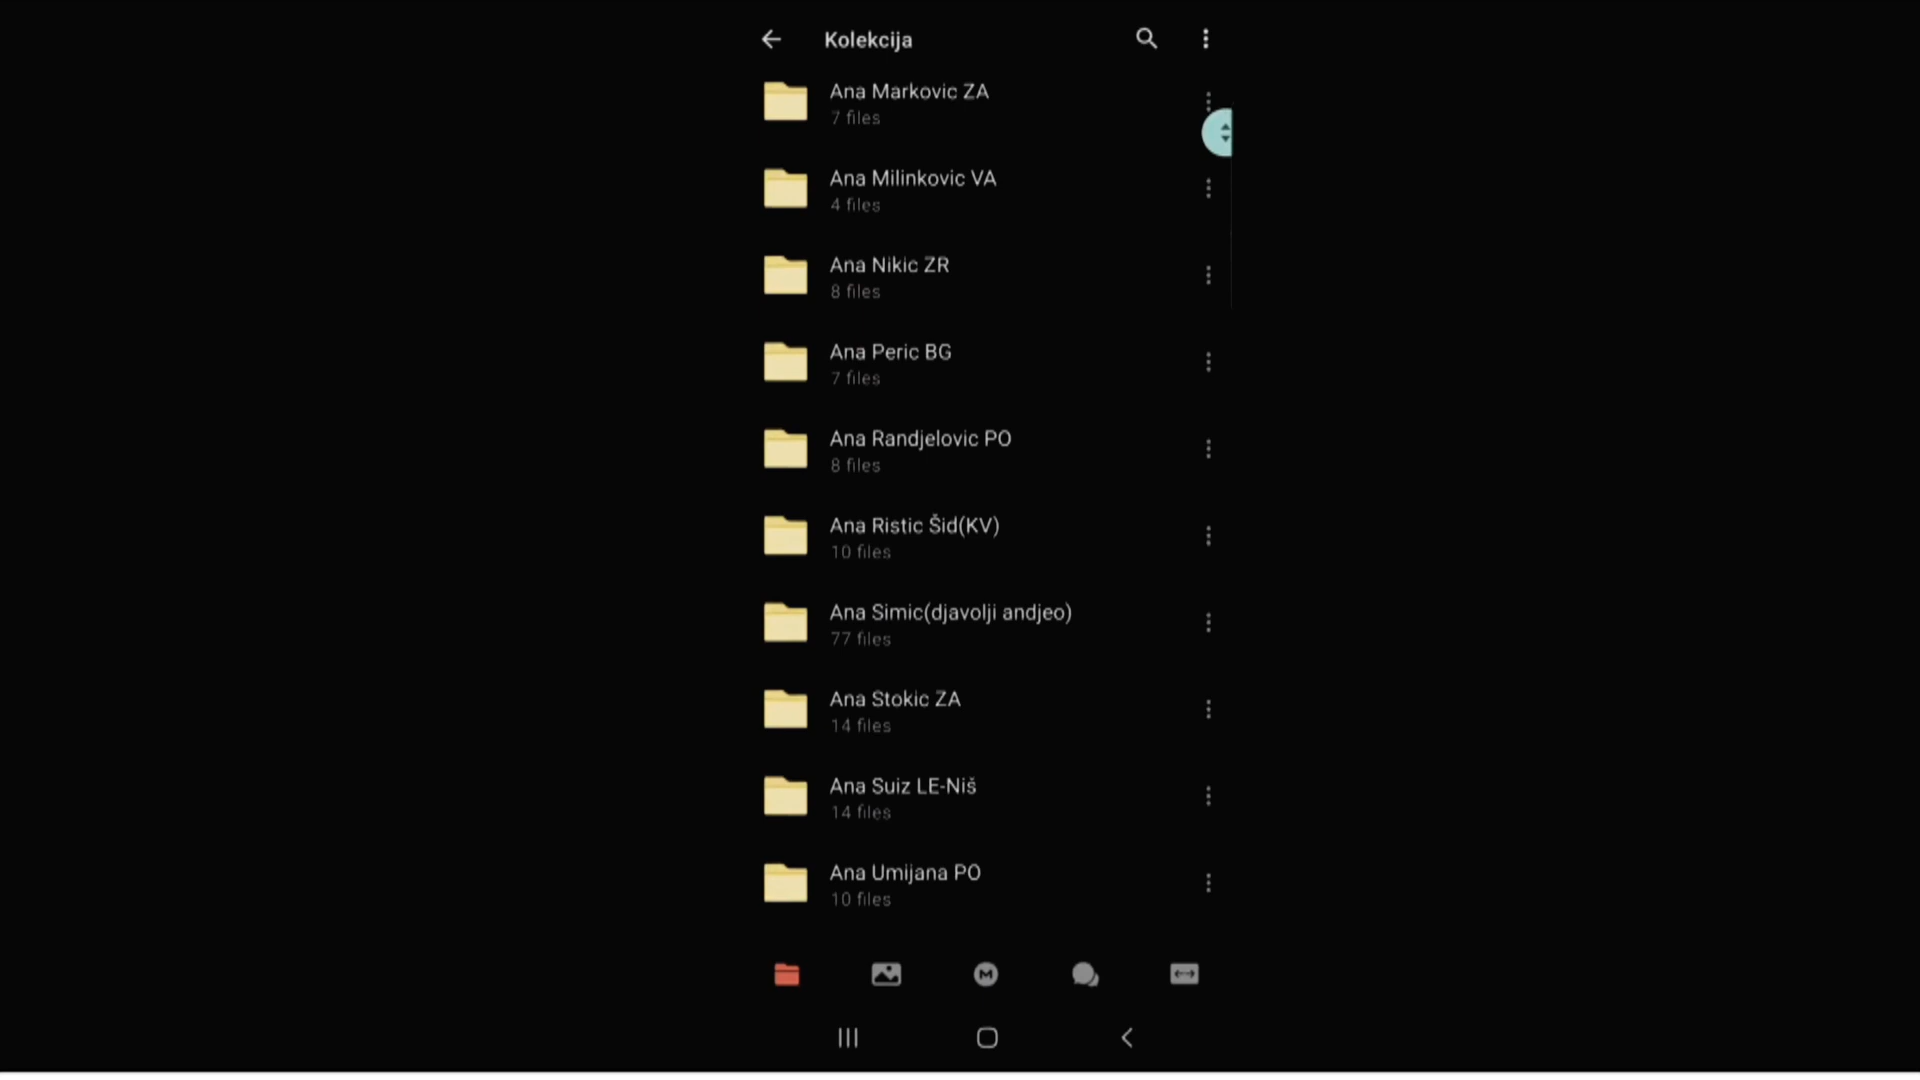 Kolekcija
Ana Markovic ZA
7 files
Ana Milinkovic VA
4 files
Ana Nikic ZR
8 files
Ana Peric BG
7 files
Ana Randjelovic PO
8 files
Ana Ristic Šid(KV)
10 files
Ana Simic(djavolji andjeo)
77 files
Ana Stokic ZA
14 files
Ana Suiz LE-Niš
14 files
Ana Umijana PO
10 files
M